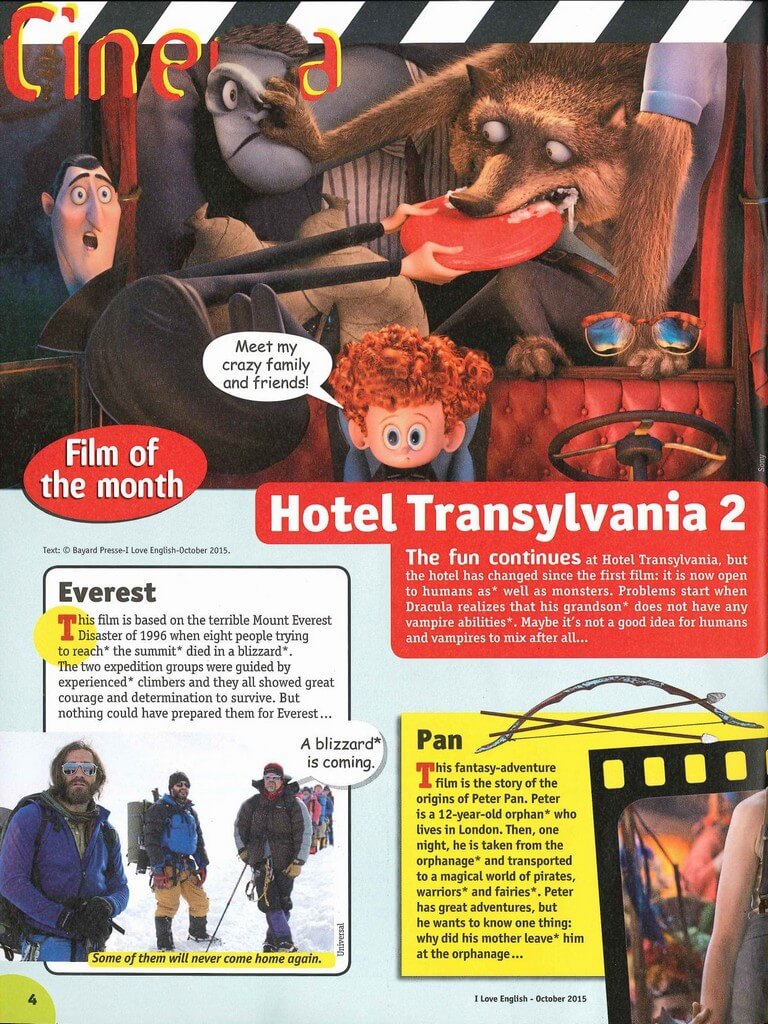 Cinema
Meet my
crazy family
and friends!
Film of
the month
Sony
Hotel Transylvania 2
Text: © Bayard Presse-I Love English-October 2015.
The fun continues at Hotel Transylvania, but
the hotel has changed since the first film: it is now open
to humans as* well as monsters. Problems start when
Dracula realizes that his grandson* does not have any
vampire abilities*. Maybe it's not a good idea for humans
and vampires to mix after all...
Everest
This film is based on the terrible Mount Everest
Disaster of 1996 when eight people trying
to reach* the summit* died in a blizzard*.
The two expedition groups were guided by
experienced* climbers and they all showed great
courage and determination to survive. But
nothing could have prepared them for Everest...
A blizzard*
is coming.
Some of them will never come home again.
Universal
Pan
This fantasy-adventure
film is the story of the
origins of Peter Pan. Peter
is a 12-year-old orphan* who
lives in London. Then, one
night, he is taken from the
orphanage* and transported
to a magical world of pirates,
warriors* and fairies*. Peter
has great adventures, but
he wants to know one thing:
why did his mother leave* him
at the orphanage...
4
I Love English - October 2015